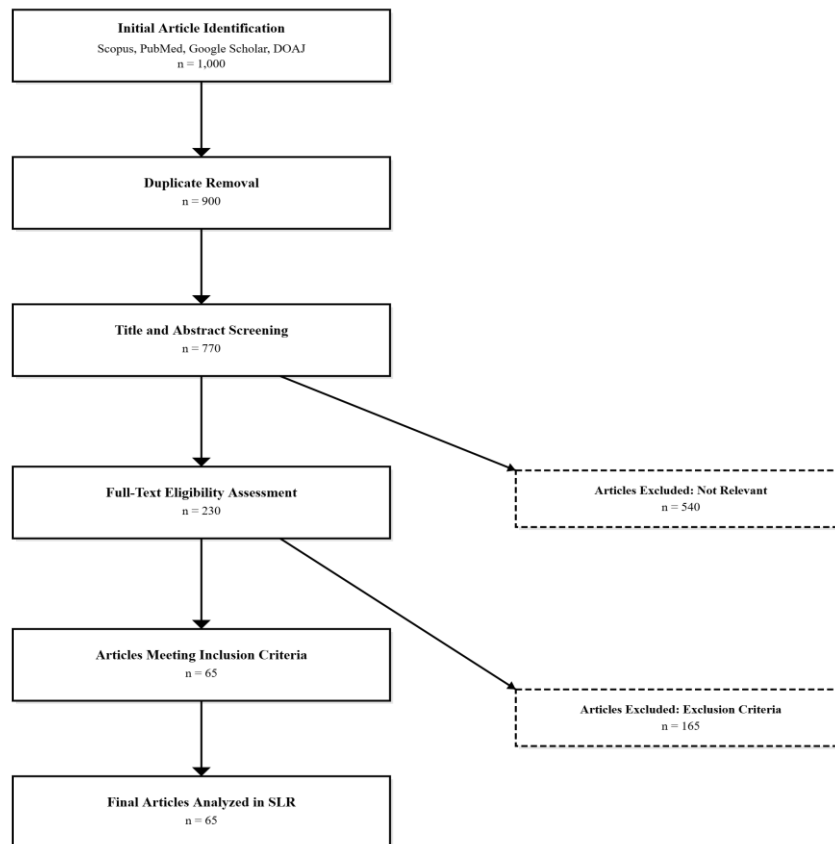 Initial Article Identification
Scopus, PubMed, Google Scholar, DOAJ
n = 1,000
Duplicate Removal
n = 900
Title and Abstract Screening
n = 770
Full-Text Eligibility Assessment
n = 230
Articles Excluded: Not Relevant
n = 540
Articles Meeting Inclusion Criteria
n = 65
Articles Excluded: Exclusion Criteria
n = 165
Final Articles Analyzed in SLR
n = 65